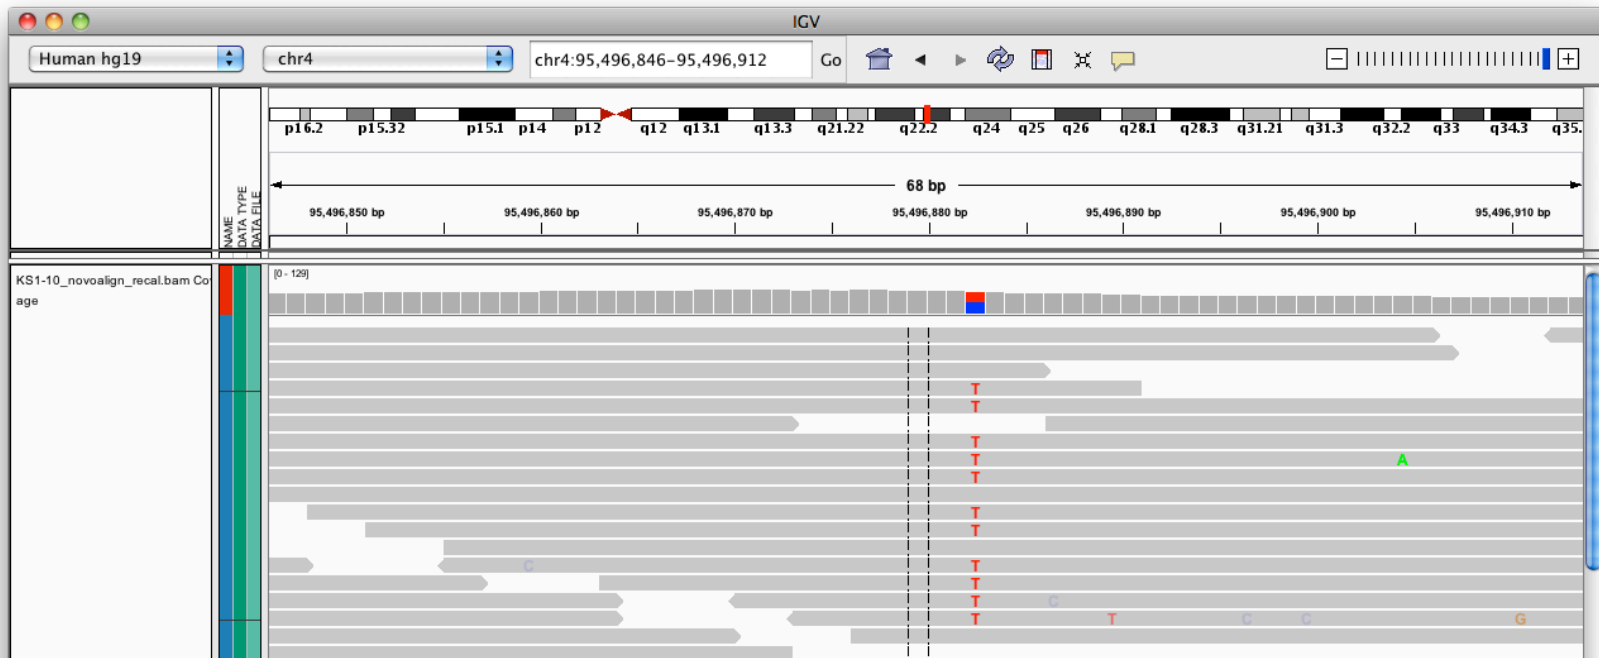 IGV
Human hg19 chr4 chr4:95,496,846-95,496,912 Go
p16.2 p15.32 p15.1 p14 p12 q12 q13.1 q13.3 q21.22 q22.2 q24 q25 q26 q28.1 q28.3 q31.21 q31.3 q32.2 q33 q34.3 q35.
68 bp
95,496,850 bp 95,496,860 bp 95,496,870 bp 95,496,880 bp 95,496,890 bp 95,496,900 bp 95,496,910 bp
NAME
DATA TYPE
DATA FILE
KS1-10_novoalign_recal.bam Co
age
[0 - 129]
T
T
T
T A
T
T
T
C T
T
T C
T T C C G